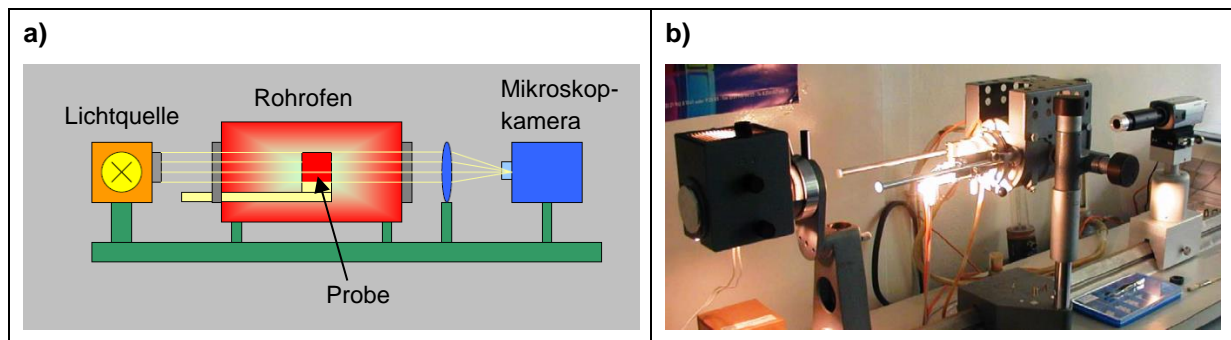 a)
Lichtquelle
Rohrofen
Mikroskop-
kamera
Probe
b)